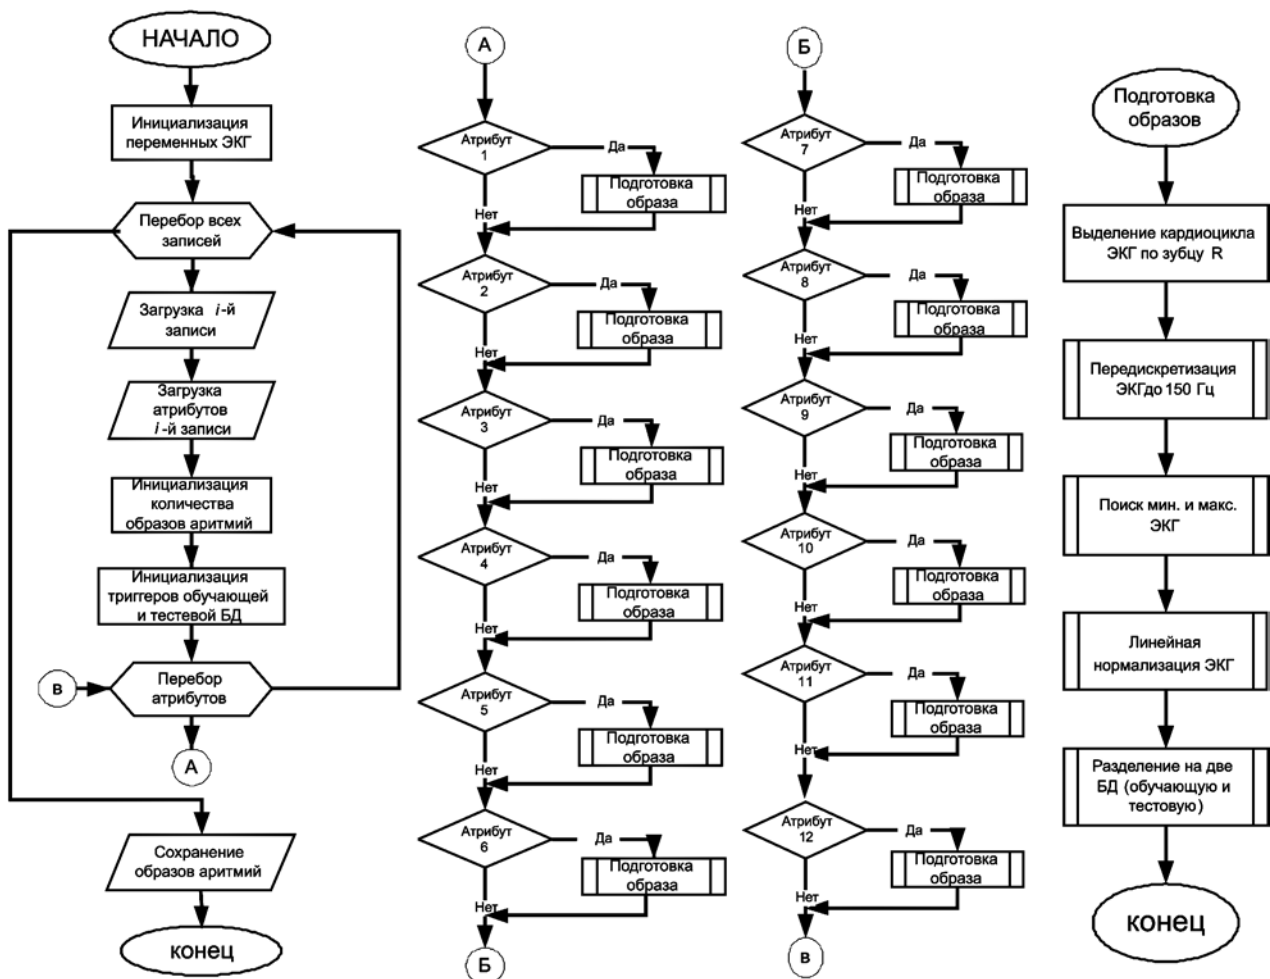 НАЧАЛО
Инициализация
переменных ЭКГ
Перебор всех
записей
Загрузка i-й
записи
Загрузка
атрибутов
i-й записи
Инициализация
количества
образов аритмий
Инициализация
триггеров обучающей
и тестовой БД
в
Перебор
атрибутов
А
Сохранение
образов аритмий
конец
А
Атрибут
1
Да
Подготовка
образа
Нет
Атрибут
2
Да
Подготовка
образа
Нет
Атрибут
3
Да
Подготовка
образа
Нет
Атрибут
4
Да
Подготовка
образа
Нет
Атрибут
5
Да
Подготовка
образа
Нет
Атрибут
6
Да
Подготовка
образа
Нет
Б
Б
Атрибут
7
Да
Подготовка
образа
Нет
Атрибут
8
Да
Подготовка
образа
Нет
Атрибут
9
Да
Подготовка
образа
Нет
Атрибут
10
Да
Подготовка
образа
Нет
Атрибут
11
Да
Подготовка
образа
Нет
Атрибут
12
Да
Подготовка
образа
Нет
в
Подготовка
образов
Выделение кардиоцикла
ЭКГ по зубцу R
Передискретизация
ЭКГдо 150 Гц
Поиск мин. и макс.
ЭКГ
Линейная
нормализация ЭКГ
Разделение на две
БД (обучающую и
тестовую)
конец